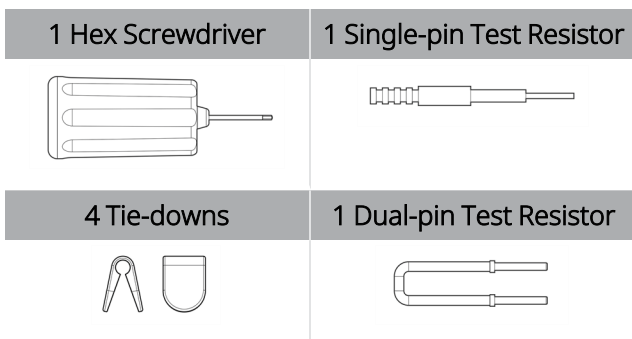 1 Hex Screwdriver
1 Single-pin Test Resistor
4 Tie-downs
1 Dual-pin Test Resistor